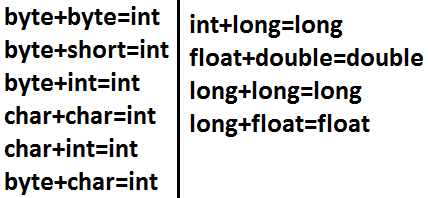 byte+byte=int
byte+short=int
byte+int=int
char+char=int
char+int=int
byte+char=int
int+long=long
float+double=double
long+long=long
long+float=float